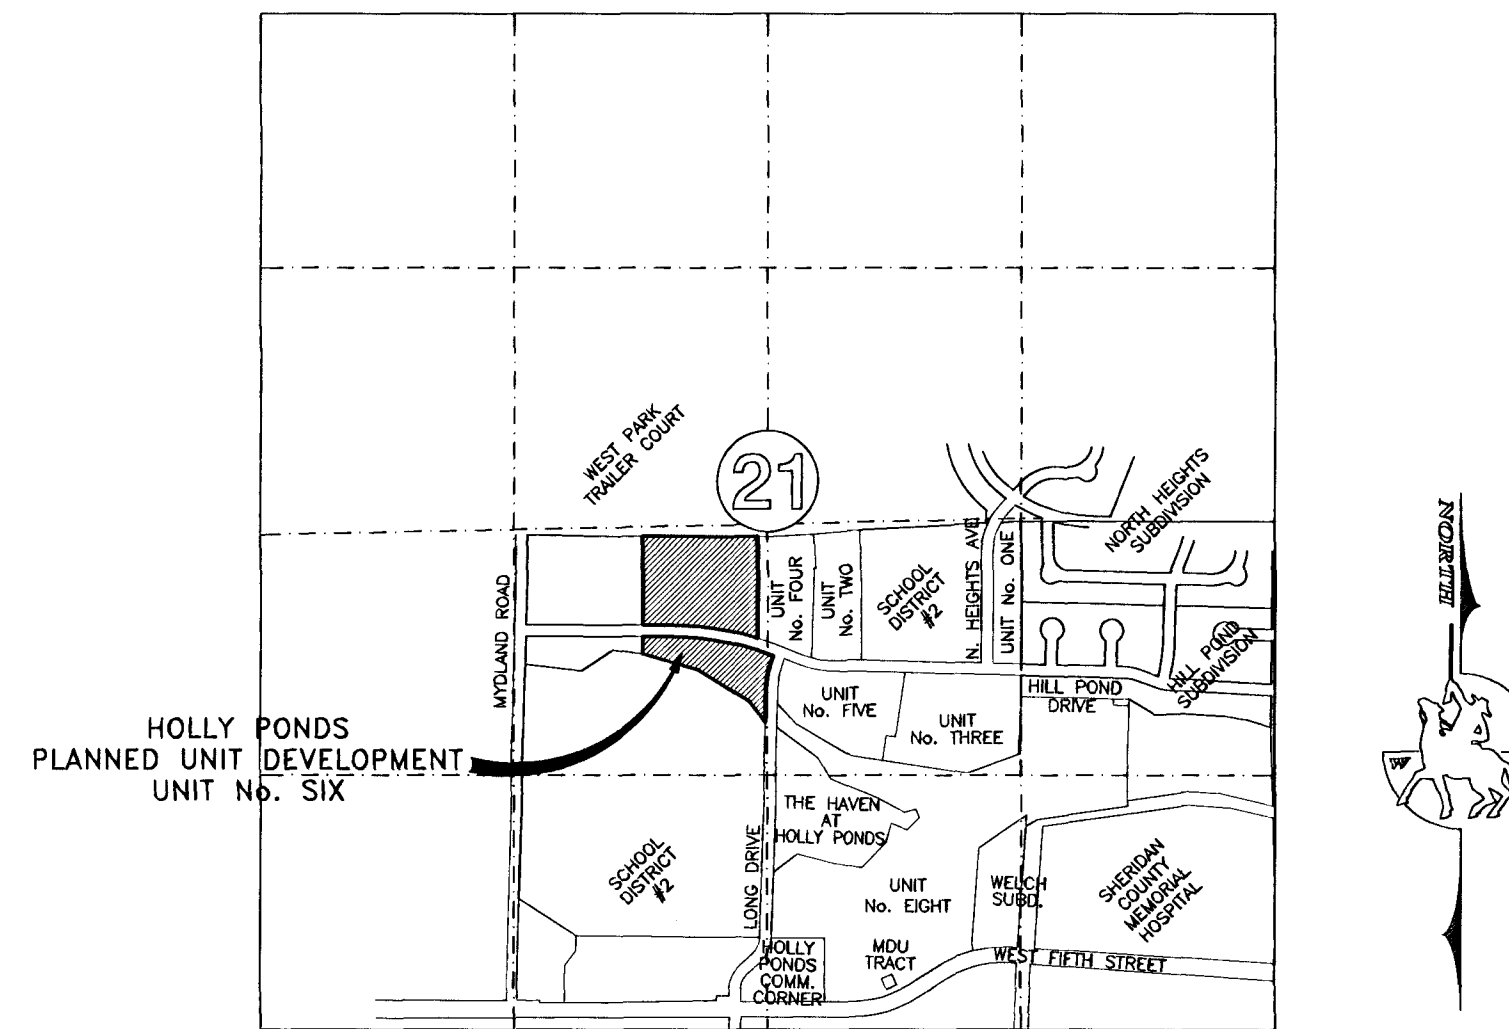 WEST PARK
TRAILER COURT
21
NORTH HEIGHTS
SUBDIVISION
NORTH
MYDLAND ROAD
UNIT
No. FOUR
UNIT
No. TWO
SCHOOL
DISTRICT
#2
N. HEIGHTS AVE
UNIT No. ONE
HILL POND
SUBDIVISION
HILL POND
DRIVE
UNIT
No. FIVE
UNIT
No. THREE
HOLLY PONDS
PLANNED UNIT DEVELOPMENT
UNIT No. SIX
THE HAVEN
AT
HOLLY PONDS
SCHOOL
DISTRICT
#2
LONG DRIVE
UNIT
No. EIGHT
WELCH
SUBD.
SHERIDAN
COUNTY
MEMORIAL
HOSPITAL
HOLLY
PONDS
COMM.
CORNER
MDU
TRACT
WEST FIFTH STREET